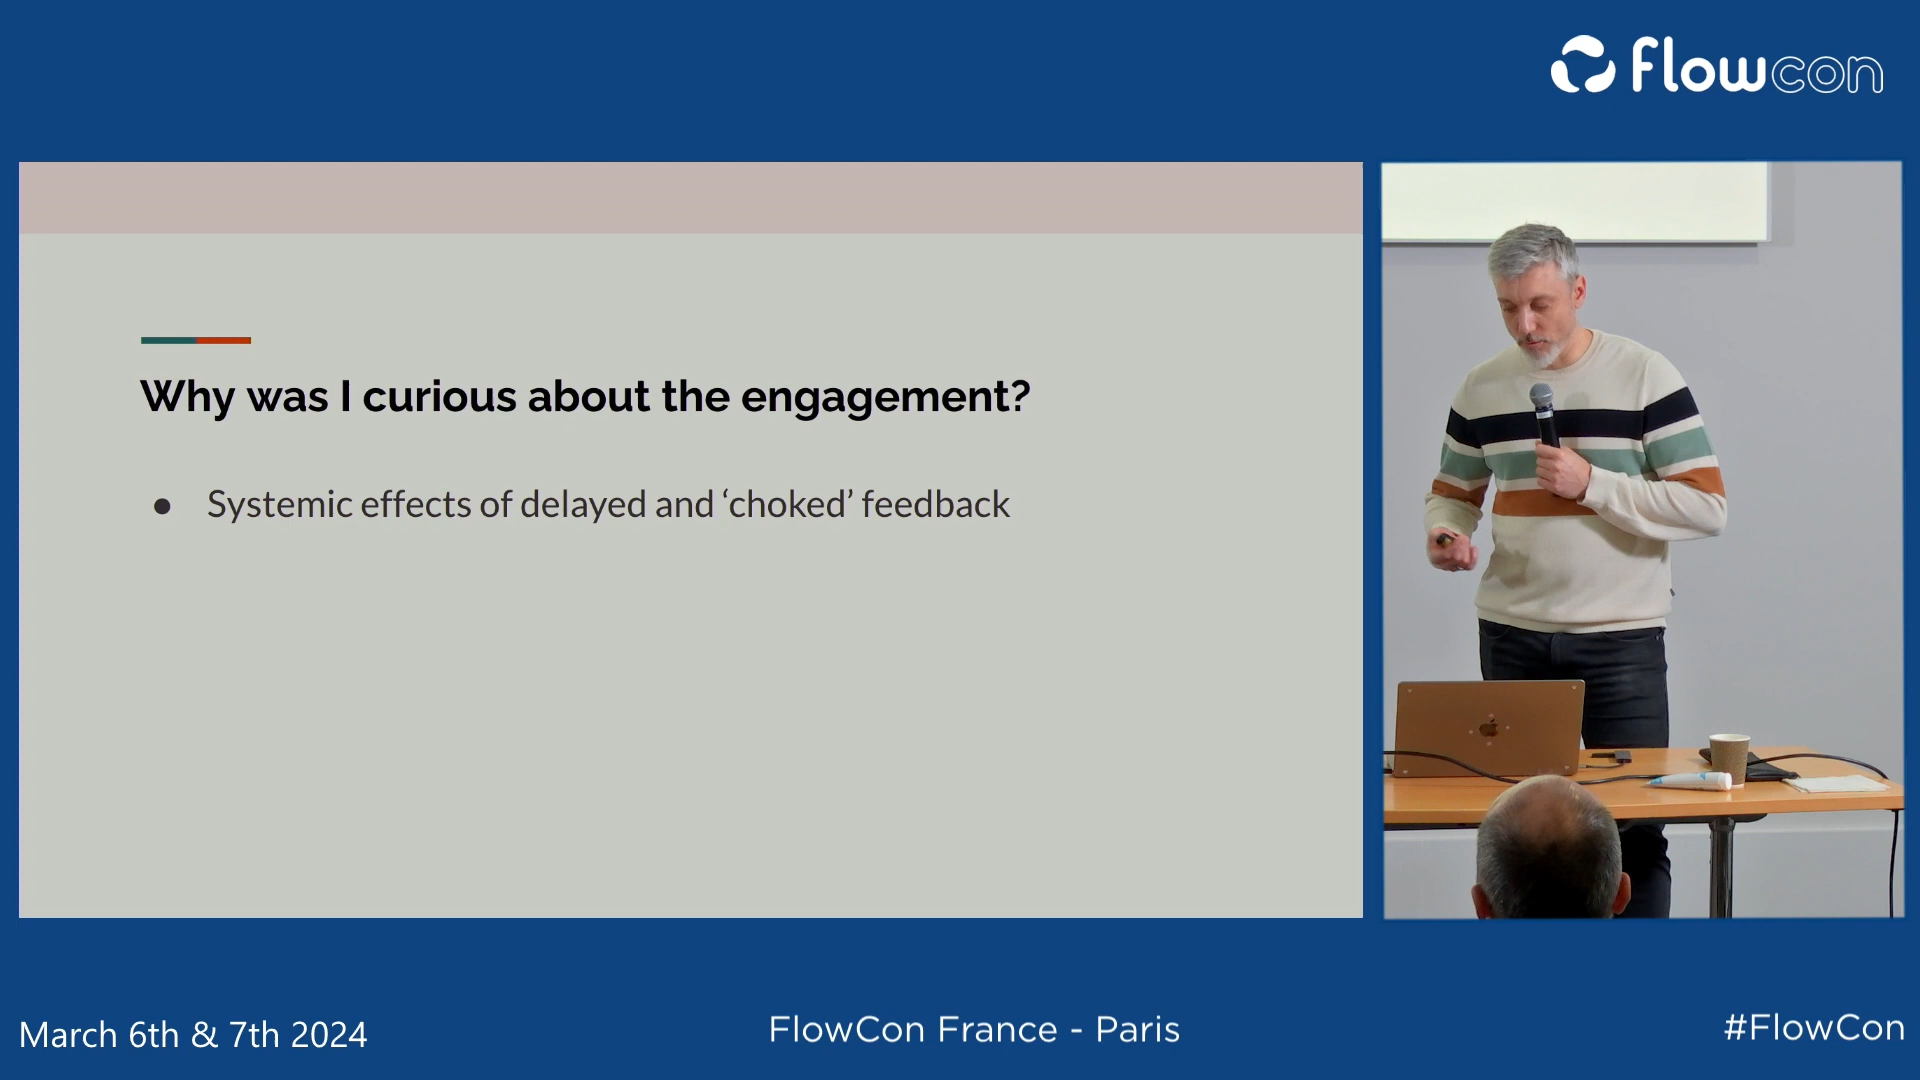 flowcon
Why was I curious about the engagement?
● Systemic effects of delayed and ‘choked’ feedback
March 6th & 7th 2024
FlowCon France - Paris
#FlowCon